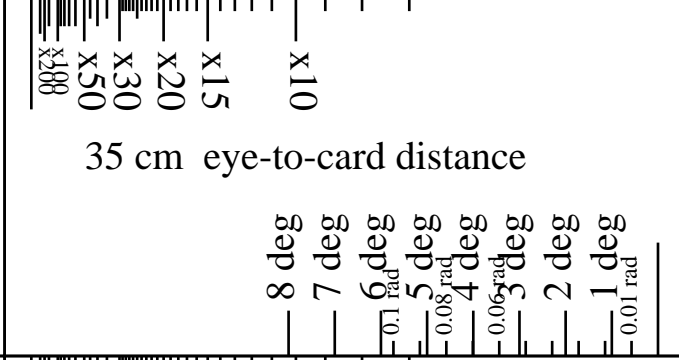 x200 x100 x50 x30 x20 x15 x10
35 cm eye-to-card distance
8 deg 7 deg 6 deg 5 deg 4 deg 3 deg 2 deg 1 deg
0.1 rad 0.08 rad 0.06 rad 0.01 rad